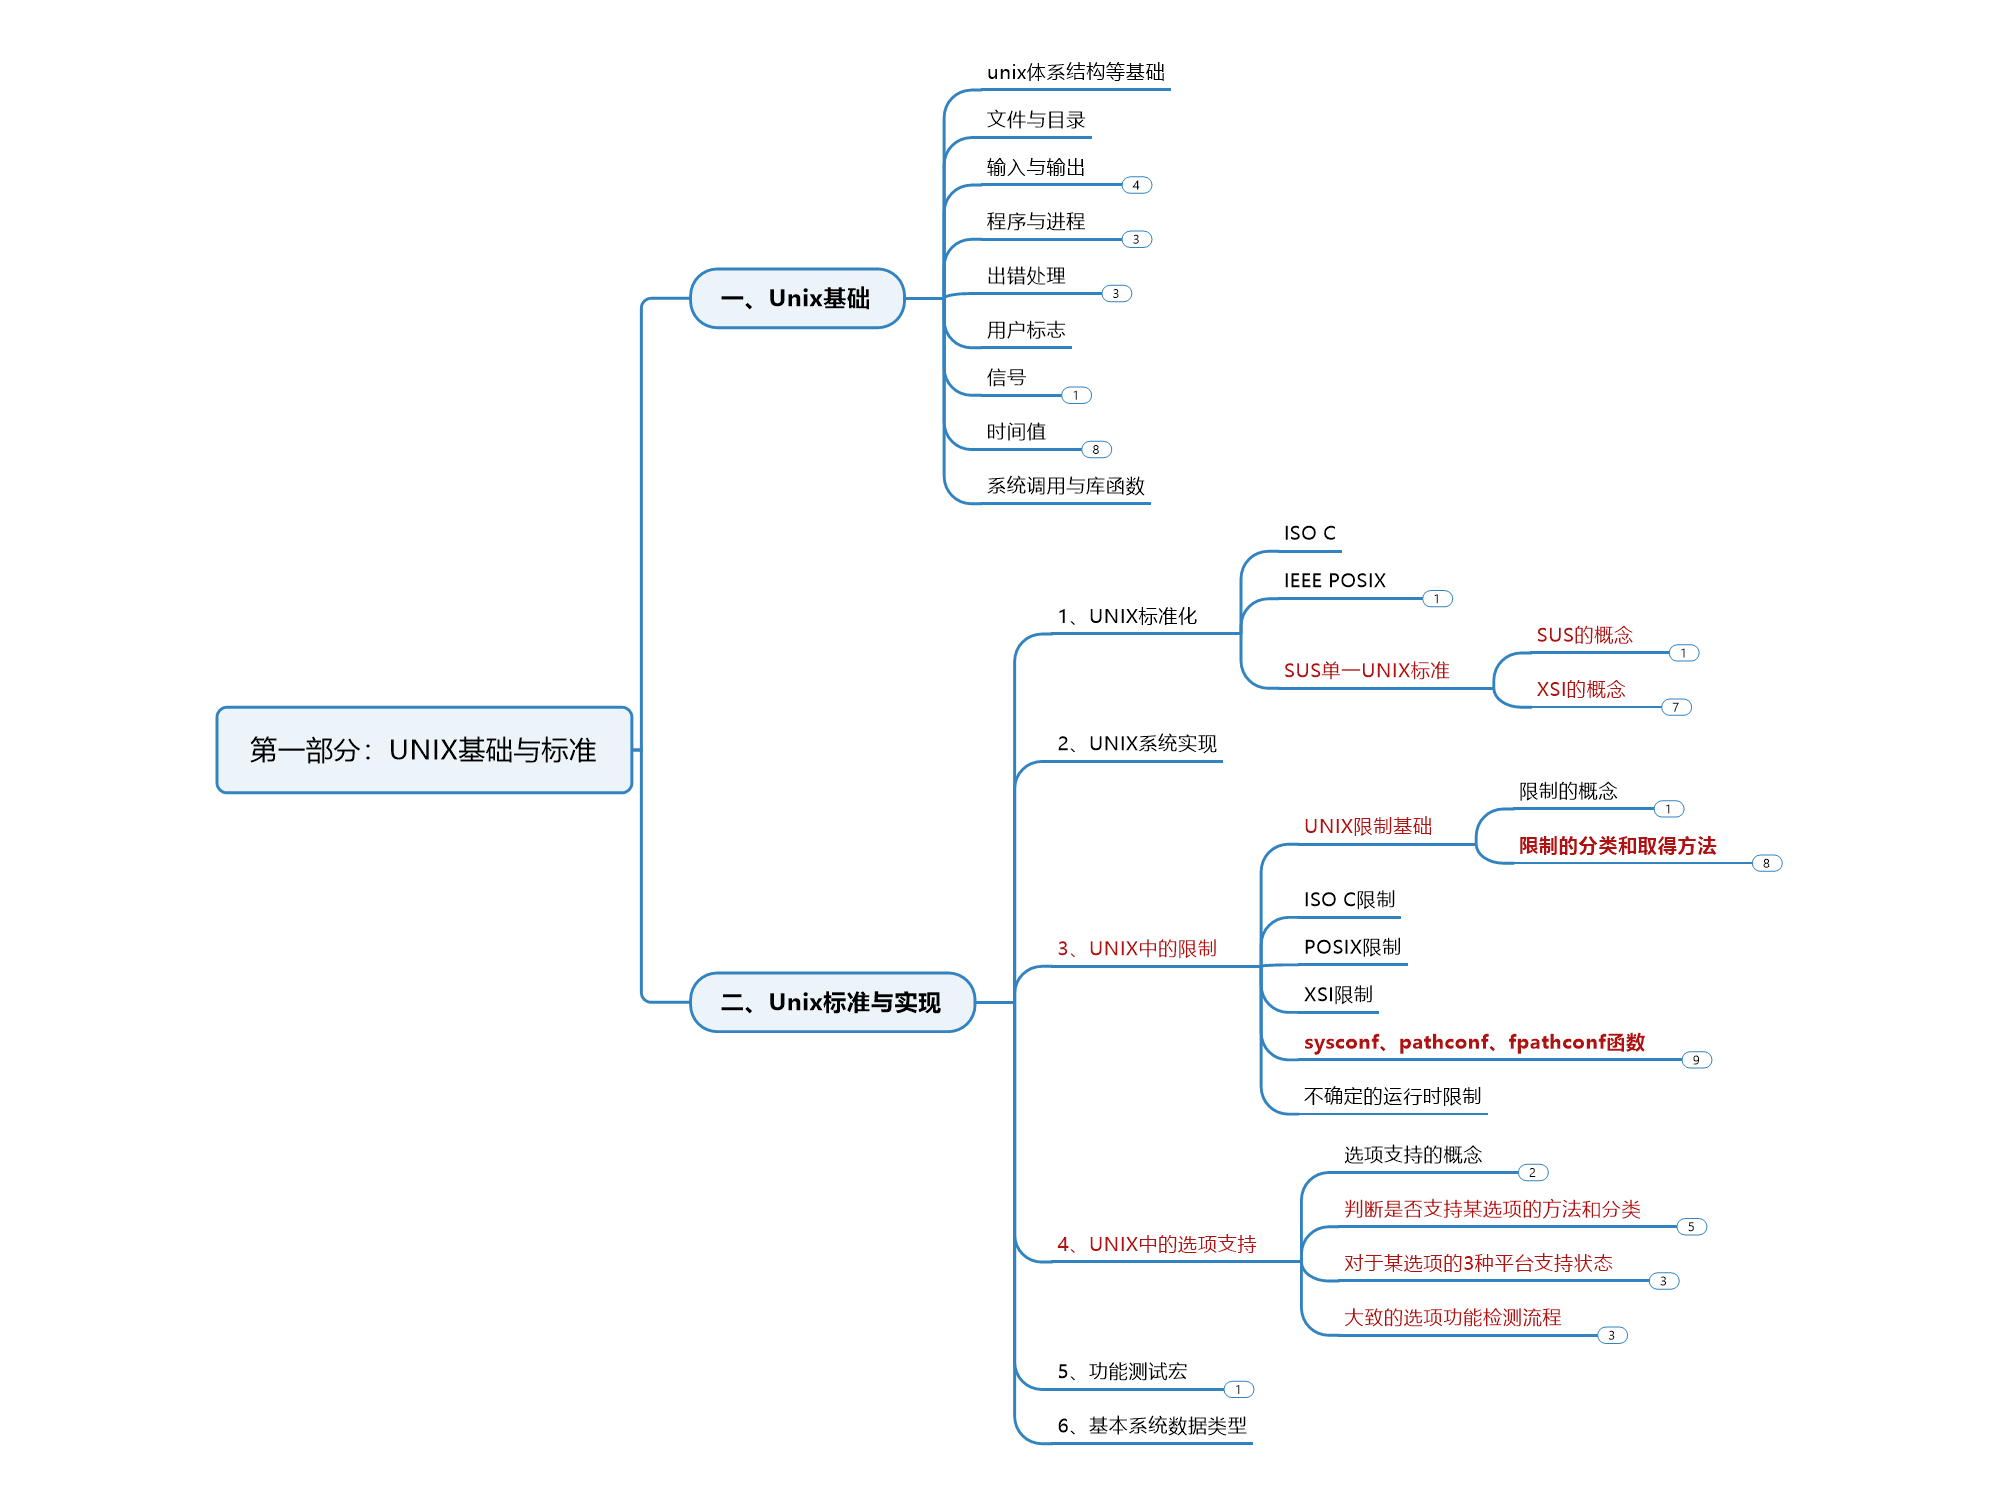 第一部分：UNIX基础与标准
一、Unix基础
unix体系结构等基础
文件与目录
输入与输出
4
程序与进程
3
出错处理
3
用户标志
信号
1
时间值
8
系统调用与库函数
二、Unix标准与实现
1、UNIX标准化
ISO C
IEEE POSIX
1
SUS单一UNIX标准
SUS的概念
1
XSI的概念
7
2、UNIX系统实现
3、UNIX中的限制
UNIX限制基础
限制的概念
1
限制的分类和取得方法
8
ISO C限制
POSIX限制
XSI限制
sysconf、pathconf、fpathconf函数
9
不确定的运行时限制
4、UNIX中的选项支持
选项支持的概念
2
判断是否支持某选项的方法和分类
5
对于某选项的3种平台支持状态
3
大致的选项功能检测流程
3
5、功能测试宏
1
6、基本系统数据类型